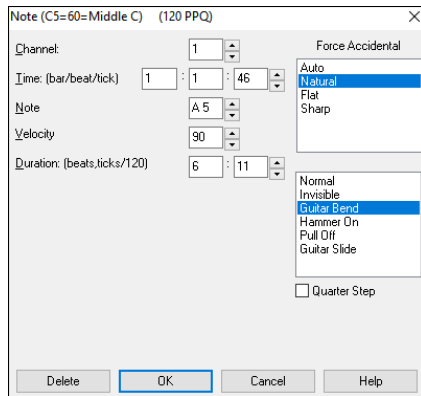 Note (C5=60=Middle C) (120 PPQ)
Channel: 1
Time: (bar/beat/tick) 1 : 1 : 46
Note A 5
Velocity 90
Duration: (beats,ticks/120) 6 : 11
Force Accidental
Auto
Natural
Flat
Sharp
Normal
Invisible
Guitar Bend
Hammer On
Pull Off
Guitar Slide
Quarter Step
Delete OK Cancel Help